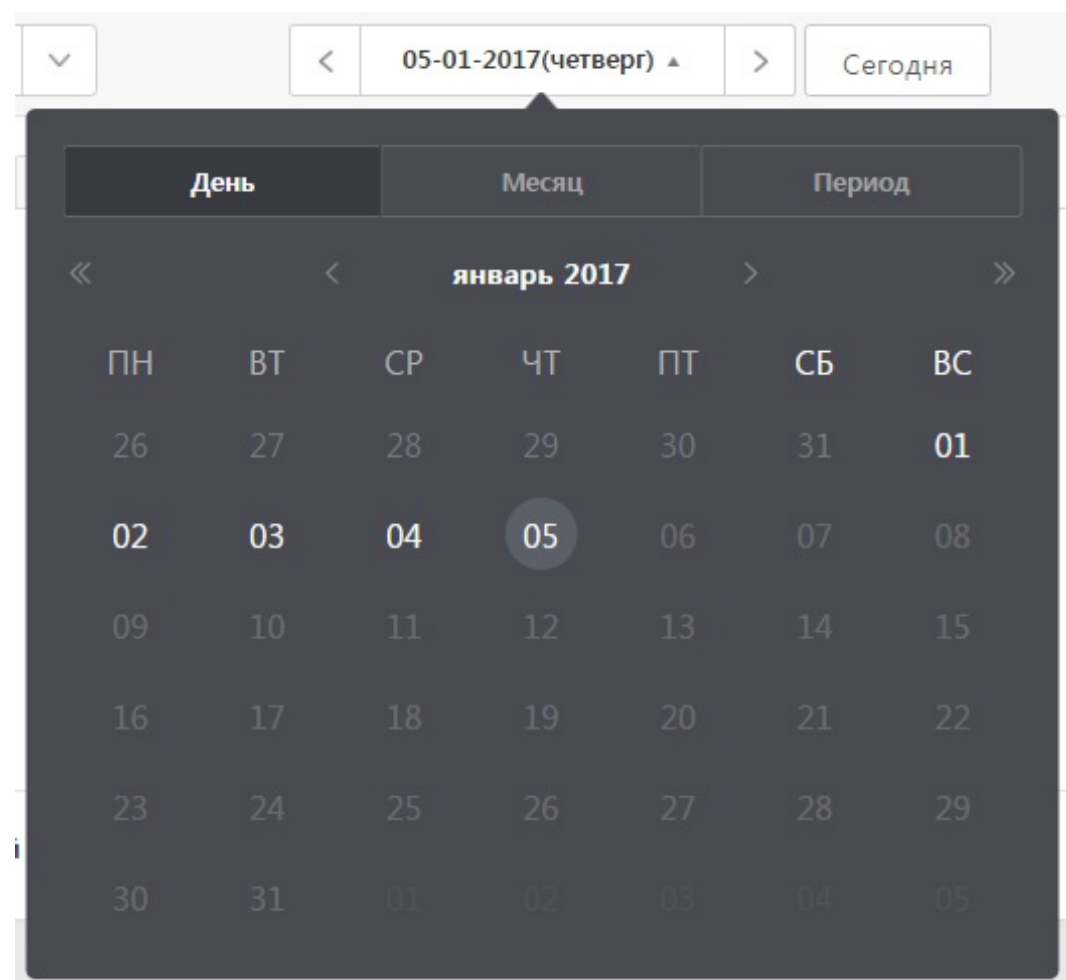 05-01-2017(четверг) ▲ Сегодня
День Месяц Период
январь 2017
ПН ВТ СР ЧТ ПТ СБ ВС
26 27 28 29 30 31 01
02 03 04 05 06 07 08
09 10 11 12 13 14 15
16 17 18 19 20 21 22
23 24 25 26 27 28 29
й
30 31 01 02 03 04 05